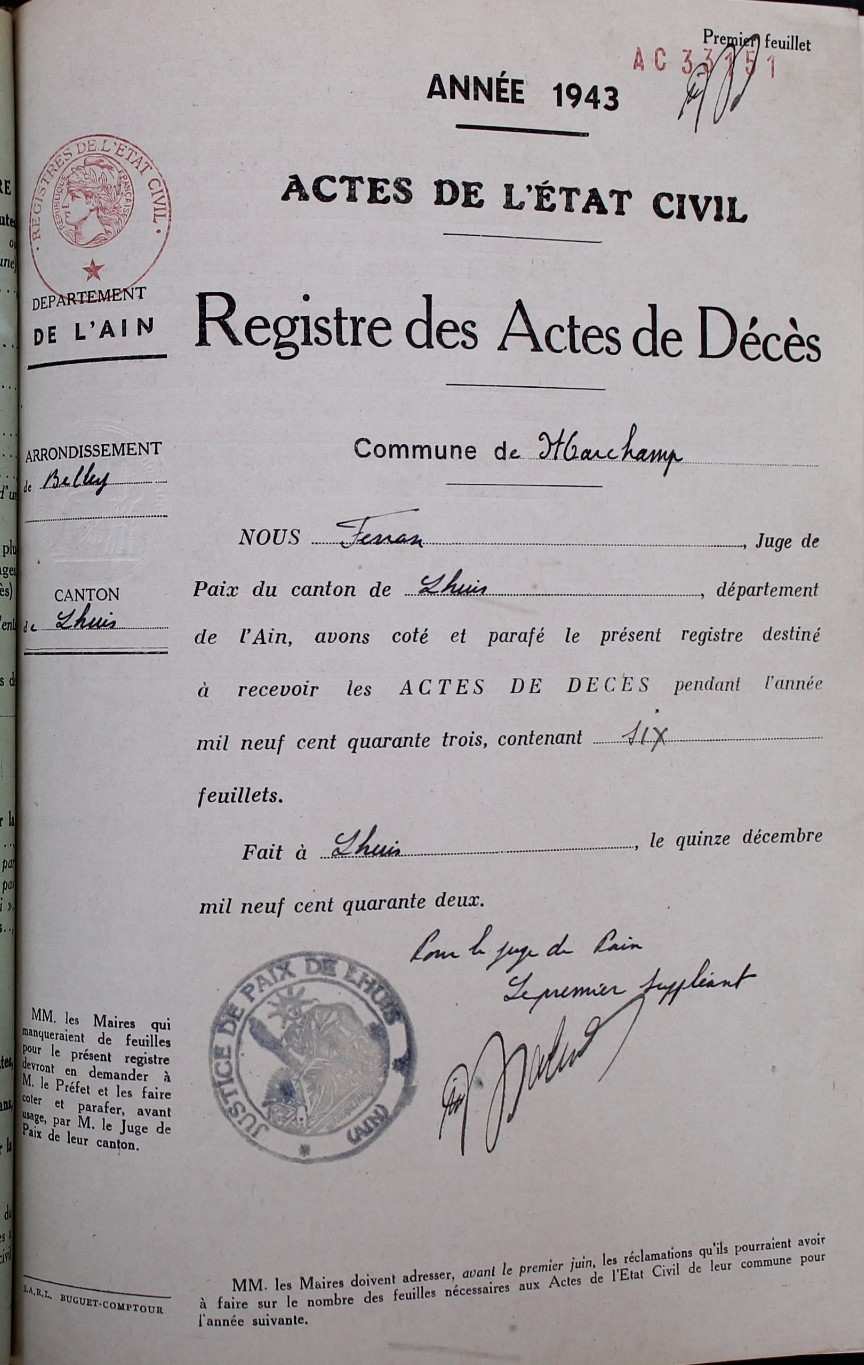 Premier feuillet
AC 33151
ANNÉE 1943
ACTES DE L'ÉTAT CIVIL
REGISTRES DE L'ETAT CIVIL
REPUBLIQUE FRANÇAISE
DEPARTEMENT
DE L'AIN
Registre des Actes de Décès
ARRONDISSEMENT
de Belley
CANTON
de Lhuis
Commune de Marchamp
NOUS Ferran, Juge de
Paix du canton de Lhuis, département
de l'Ain, avons coté et parafé le présent registre destiné
à recevoir les ACTES DE DECES pendant l'année
mil neuf cent quarante trois, contenant six
feuillets.
Fait à Lhuis, le quinze décembre
mil neuf cent quarante deux.
Pour le juge de Paix
Le premier suppléant
JUSTICE DE PAIX DE LHUIS
(AIN)
MM. les Maires qui
manqueraient de feuilles
pour le présent registre
devront en demander à
M. le Préfet et les faire
coter et parafer, avant
usage, par M. le Juge de
Paix de leur canton.
MM. les Maires doivent adresser, avant le premier juin, les réclamations qu'ils pourraient avoir
à faire sur le nombre des feuilles nécessaires aux Actes de l'Etat Civil de leur commune pour
l'année suivante.
S.A.R.L. BUGUET-COMPTOUR